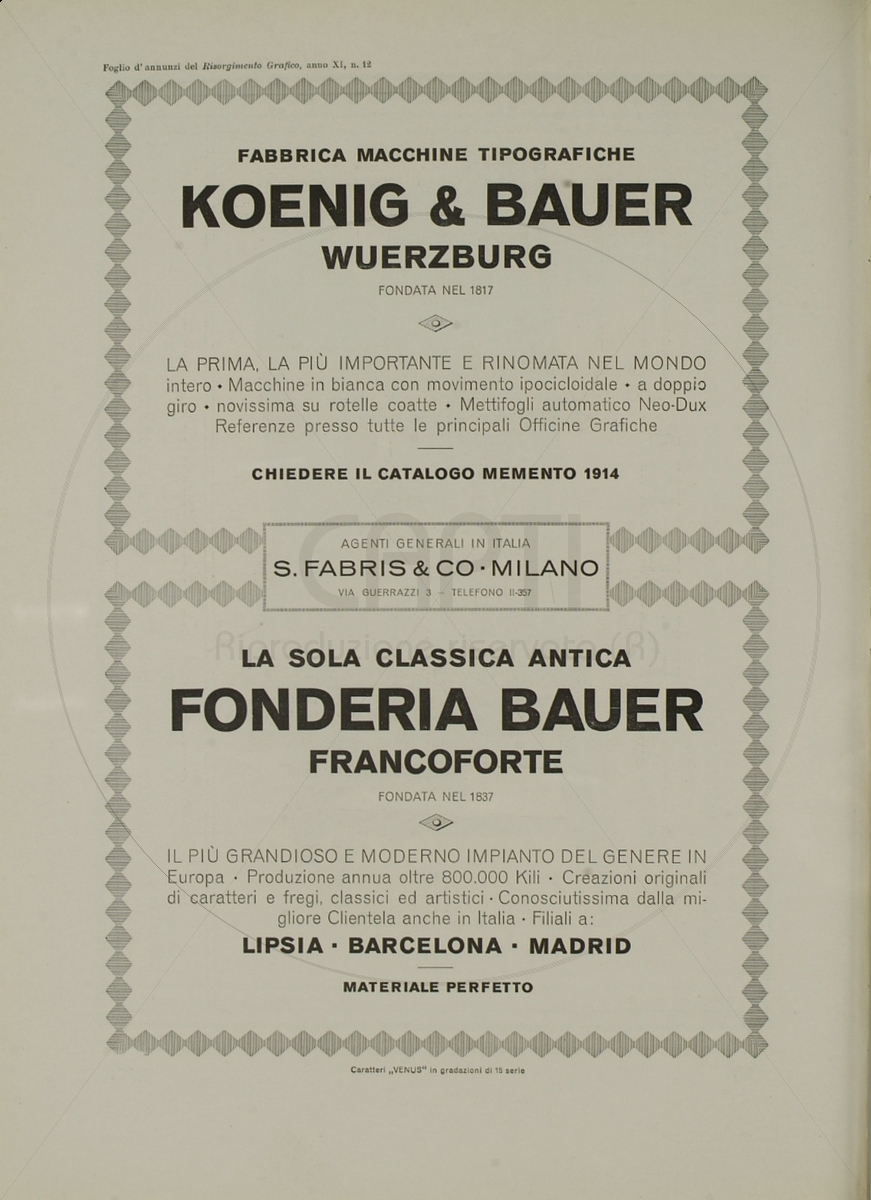 Foglio d'annunzi del Risorgimento Grafico, anno XI, n. 12
FABBRICA MACCHINE TIPOGRAFICHE
KOENIG & BAUER
WUERZBURG
FONDATA NEL 1817
LA PRIMA, LA PIÙ IMPORTANTE E RINOMATA NEL MONDO
intero • Macchine in bianca con movimento ipocicloidale • a doppio
giro • novissima su rotelle coatte • Mettifogli automatico Neo-Dux
Referenze presso tutte le principali Officine Grafiche
CHIEDERE IL CATALOGO MEMENTO 1914
AGENTI GENERALI IN ITALIA
S. FABRIS & CO · MILANO
VIA GUERRAZZI 3 – TELEFONO 11-357
Riproduzione riservata (R)
LA SOLA CLASSICA ANTICA
FONDERIA BAUER
FRANCOFORTE
FONDATA NEL 1837
IL PIÙ GRANDIOSO E MODERNO IMPIANTO DEL GENERE IN
Europa · Produzione annua oltre 800.000 Kili · Creazioni originali
di caratteri e fregi, classici ed artistici · Conosciutissima dalla mi-
gliore Clientela anche in Italia · Filiali a:
LIPSIA · BARCELONA · MADRID
MATERIALE PERFETTO
Caratteri „VENUS" in gradazioni di 15 serie